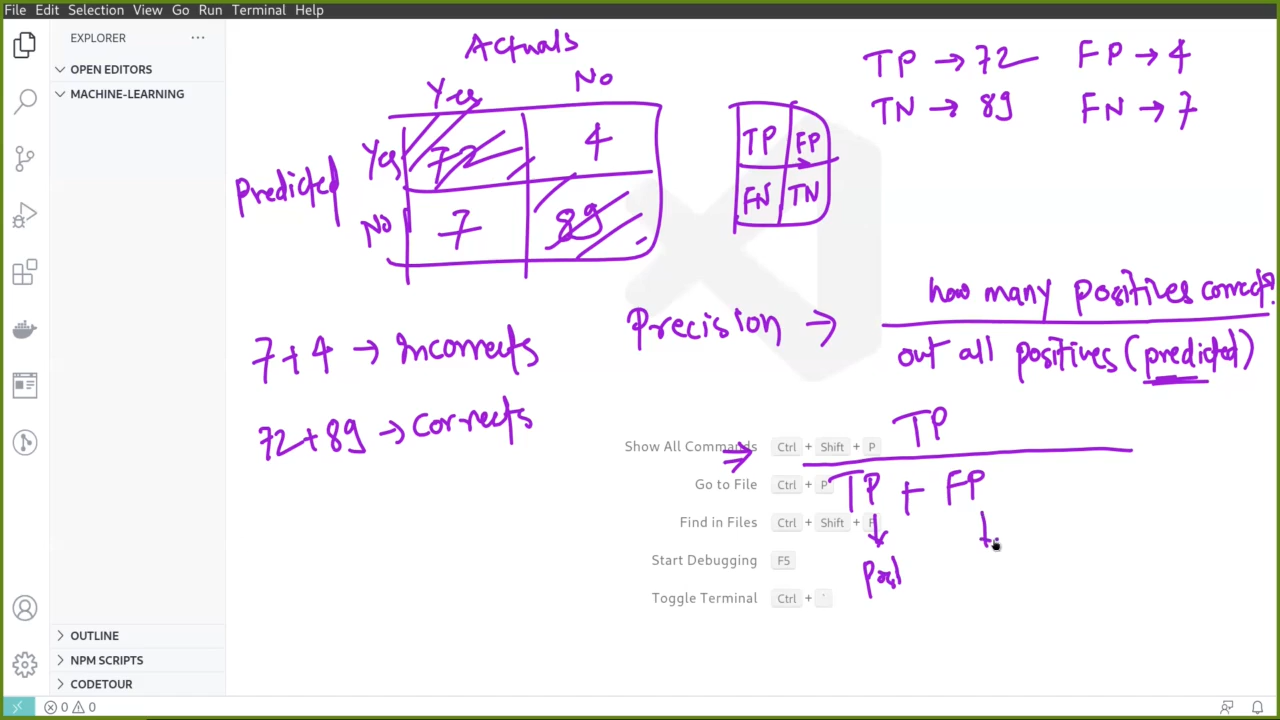 File Edit Selection View Go Run Terminal Help
EXPLORER ...
OPEN EDITORS
MACHINE-LEARNING
OUTLINE
NPM SCRIPTS
CODETOUR
0 0
Actuals
Yes No
Predicted
Yes 72 4
No 7 89
TP FP
FN TN
TP → 72 FP → 4
TN → 89 FN → 7
7+4 → Incorrects
72+89 → Corrects
Precision →
how many positives corrects?
out all positives (predicted)
⇒ TP
TP + FP
Show All Commands Ctrl + Shift + P
Go to File Ctrl + P
Find in Files Ctrl + Shift + F
Start Debugging F5
Toggle Terminal Ctrl + `